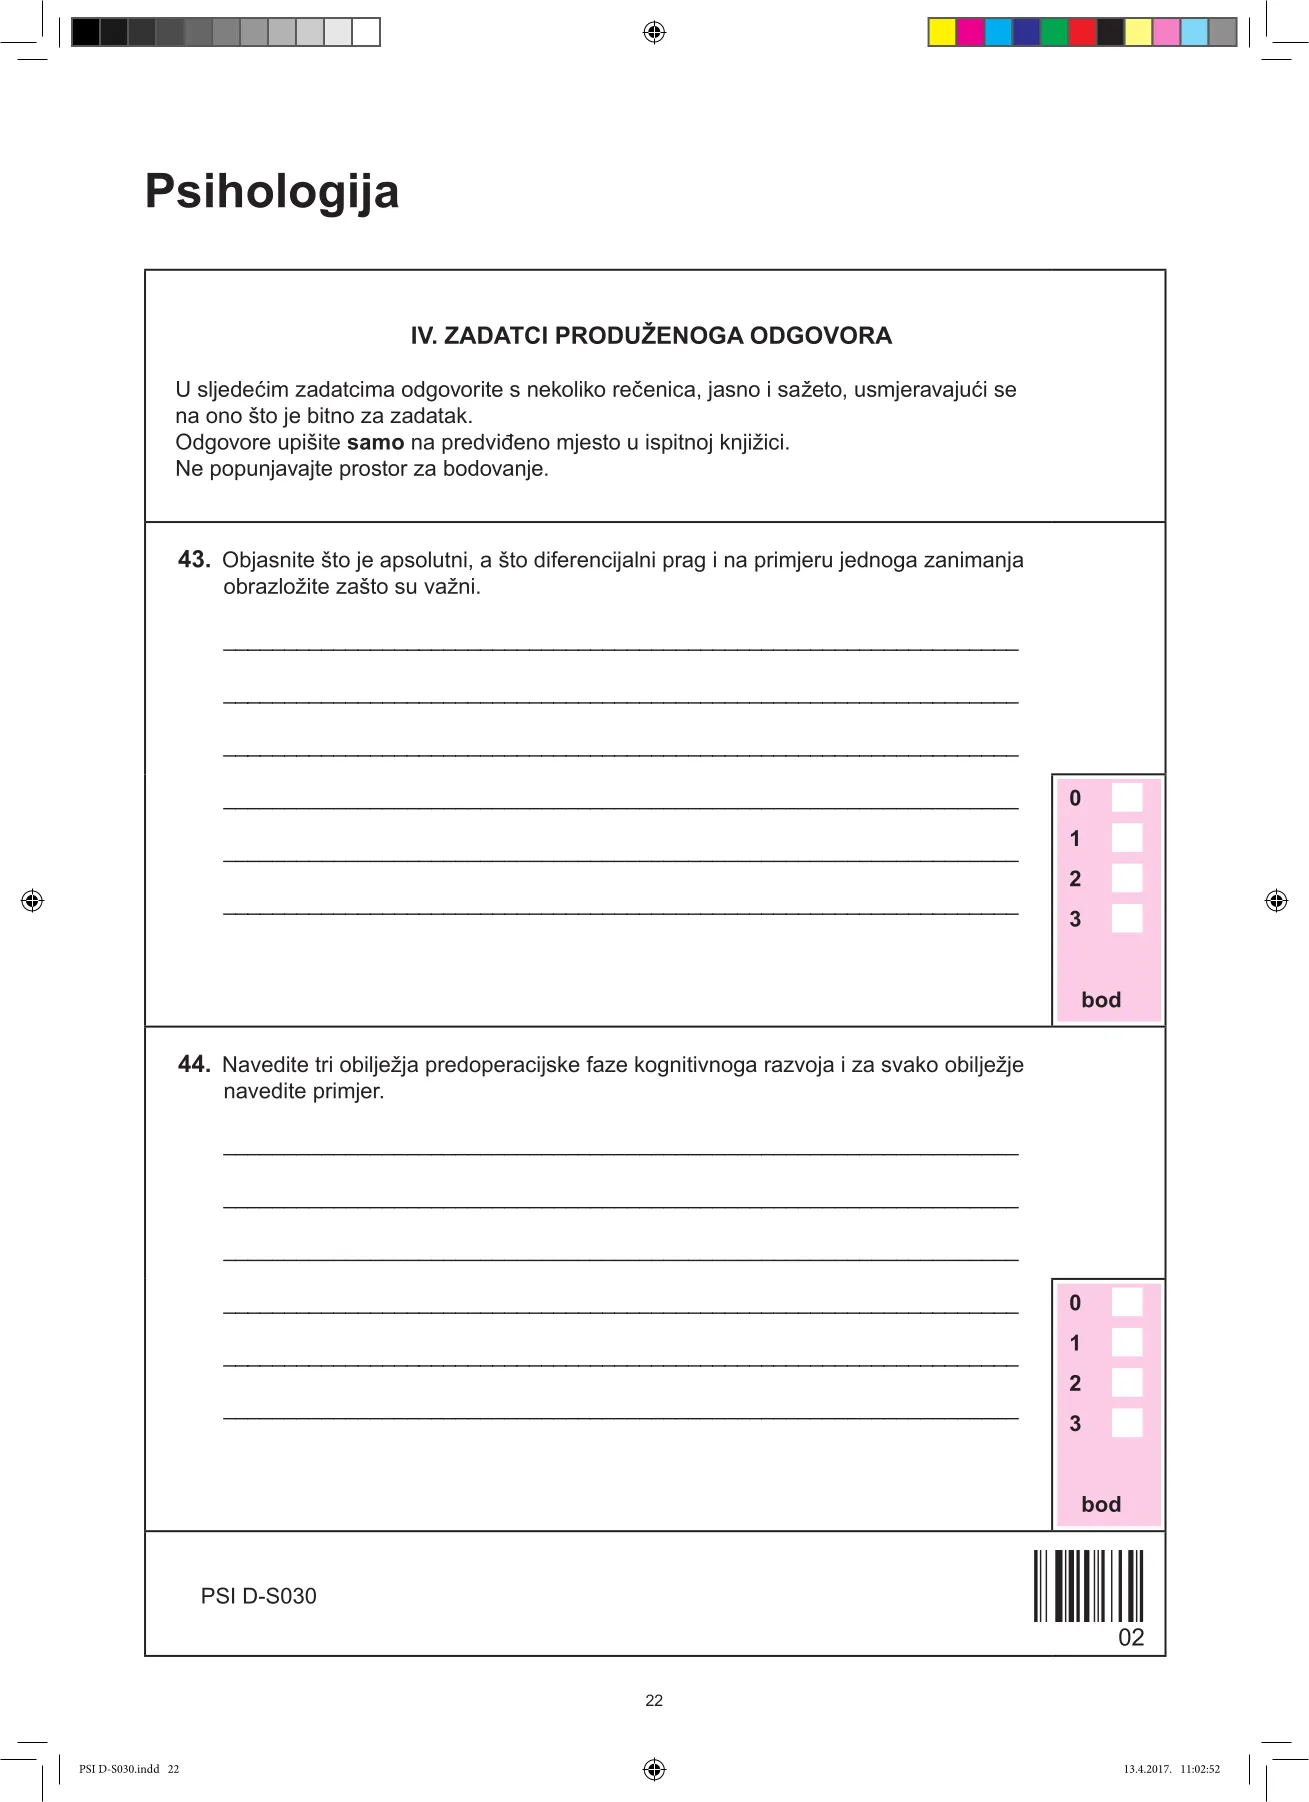 Psihologija
IV. ZADATCI PRODUŽENOGA ODGOVORA
U sljedećim zadatcima odgovorite s nekoliko rečenica, jasno i sažeto, usmjeravajući se
na ono što je bitno za zadatak.
Odgovore upišite samo na predviđeno mjesto u ispitnoj knjižici.
Ne popunjavajte prostor za bodovanje.
43. Objasnite što je apsolutni, a što diferencijalni prag i na primjeru jednoga zanimanja
obrazložite zašto su važni.
0
1
2
3
bod
44. Navedite tri obilježja predoperacijske faze kognitivnoga razvoja i za svako obilježje
navedite primjer.
0
1
2
3
bod
PSI D-S030
02
22
PSI D-S030.indd 22
13.4.2017. 11:02:52